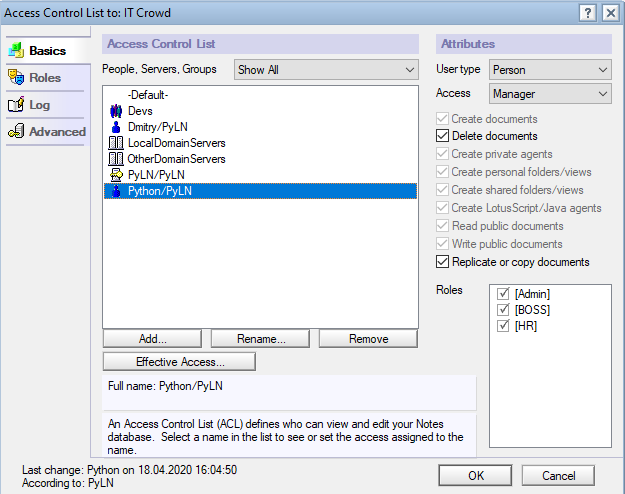 Access Control List to: IT Crowd
Basics
Roles
Log
Advanced
Access Control List
People, Servers, Groups
Show All
-Default-
Devs
Dmitry/PyLN
LocalDomainServers
OtherDomainServers
PyLN/PyLN
Python/PyLN
Add...
Rename...
Remove
Effective Access...
Full name: Python/PyLN
An Access Control List (ACL) defines who can view and edit your Notes
database. Select a name in the list to see or set the access assigned to the
name.
Attributes
User type
Person
Access
Manager
Create documents
Delete documents
Create private agents
Create personal folders/views
Create shared folders/views
Create LotusScript/Java agents
Read public documents
Write public documents
Replicate or copy documents
Roles
[Admin]
[BOSS]
[HR]
Last change: Python on 18.04.2020 16:04:50
According to: PyLN
OK
Cancel